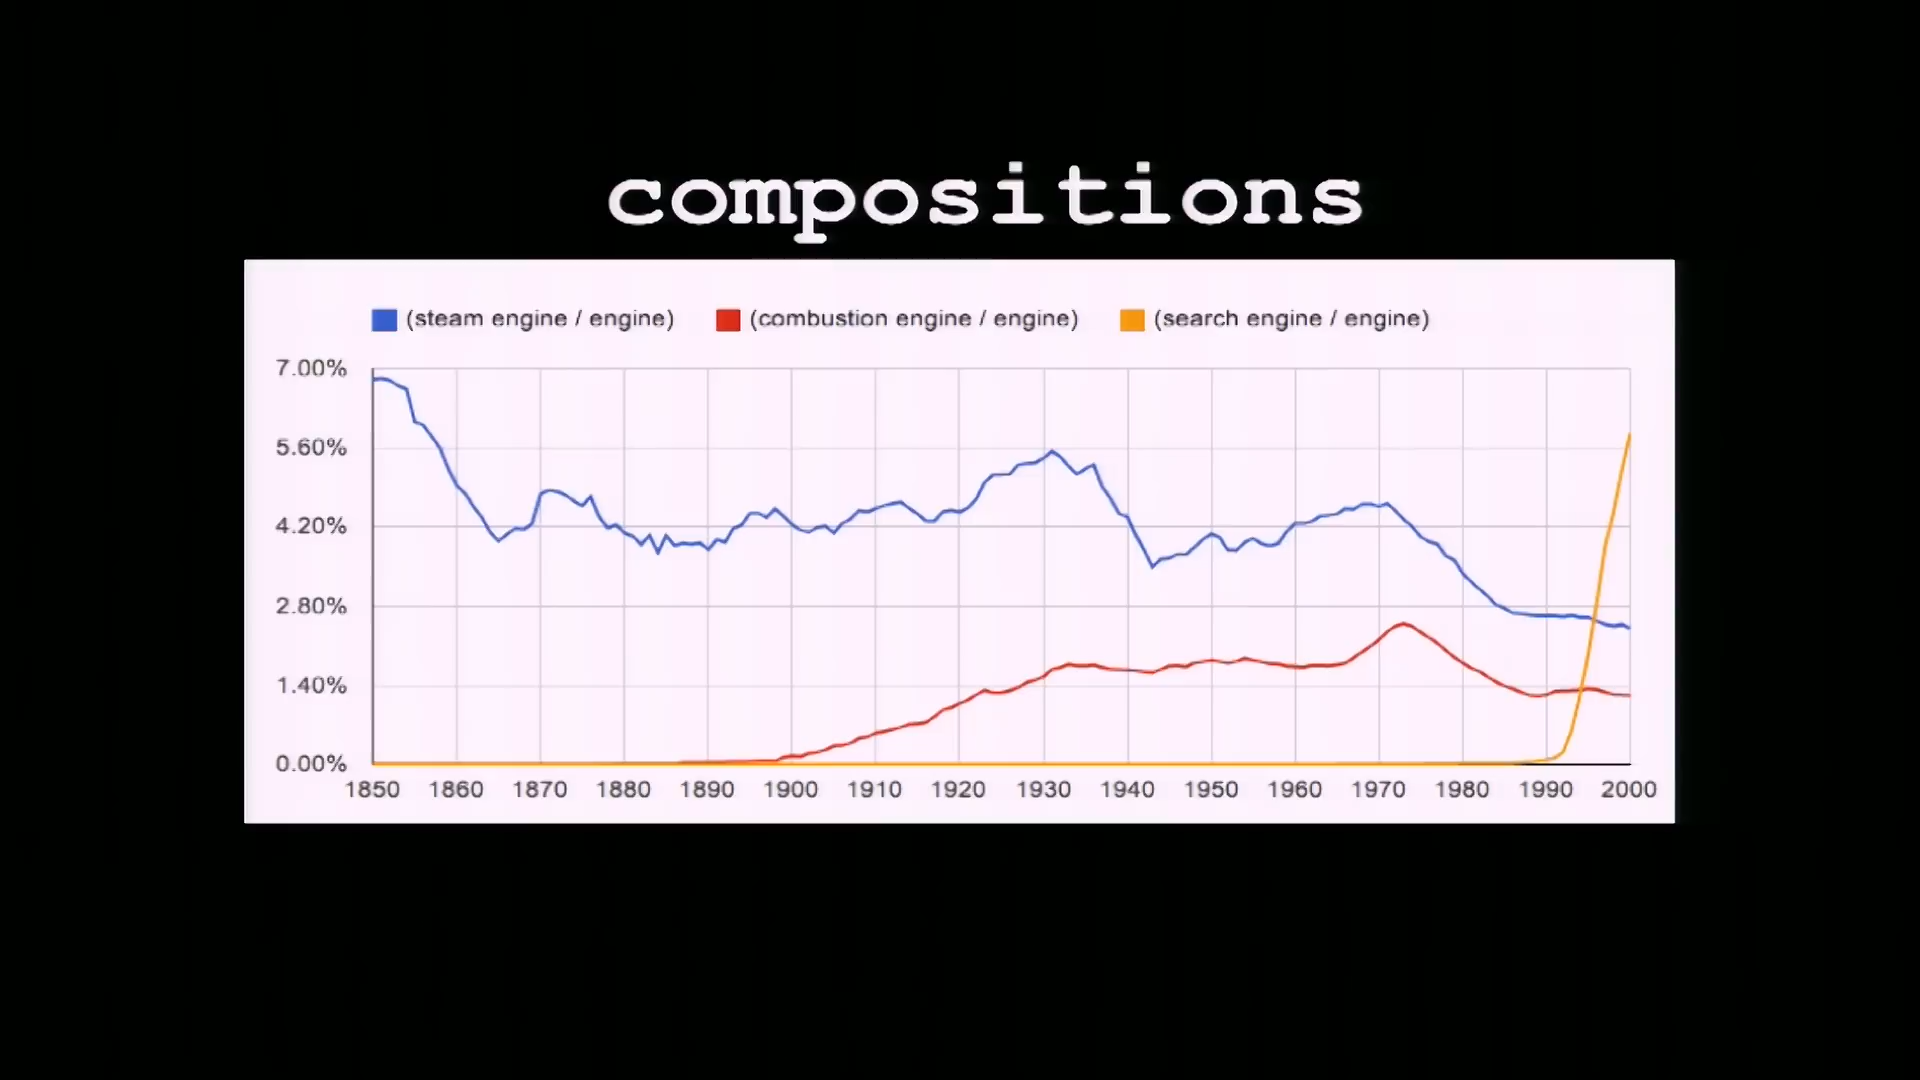 compositions
(steam engine / engine) (combustion engine / engine) (search engine / engine)
7.00%
5.60%
4.20%
2.80%
1.40%
0.00%
1850 1860 1870 1880 1890 1900 1910 1920 1930 1940 1950 1960 1970 1980 1990 2000